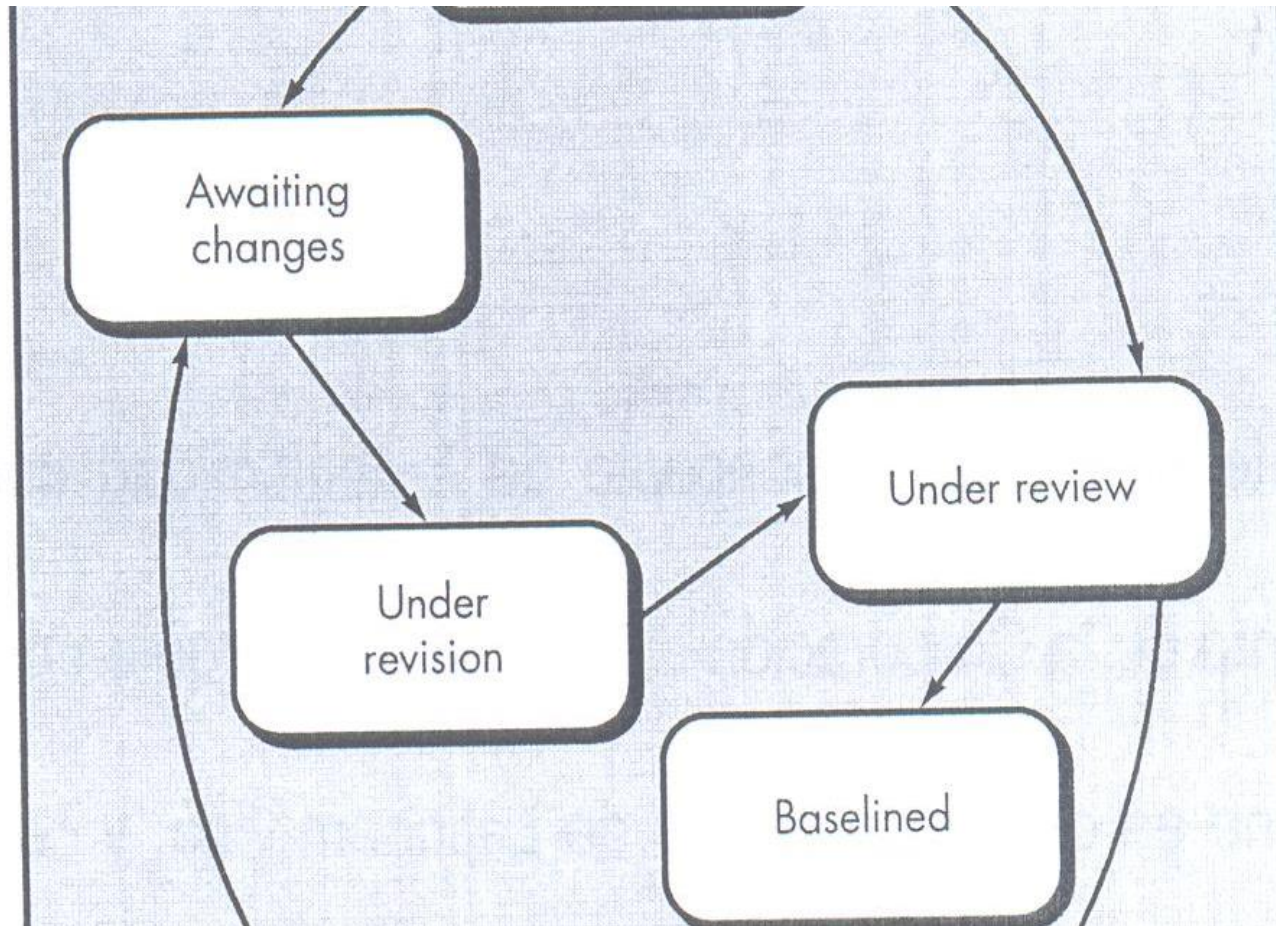 Awaiting
changes
Under review
Under
revision
Baselined